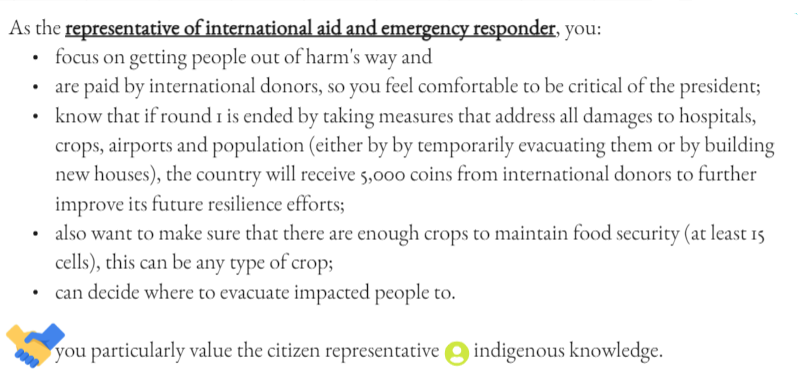 As the representative of international aid and emergency responder, you:
• focus on getting people out of harm's way and
• are paid by international donors, so you feel comfortable to be critical of the president;
• know that if round 1 is ended by taking measures that address all damages to hospitals,
crops, airports and population (either by by temporarily evacuating them or by building
new houses), the country will receive 5,000 coins from international donors to further
improve its future resilience efforts;
• also want to make sure that there are enough crops to maintain food security (at least 15
cells), this can be any type of crop;
• can decide where to evacuate impacted people to.
you particularly value the citizen representative indigenous knowledge.